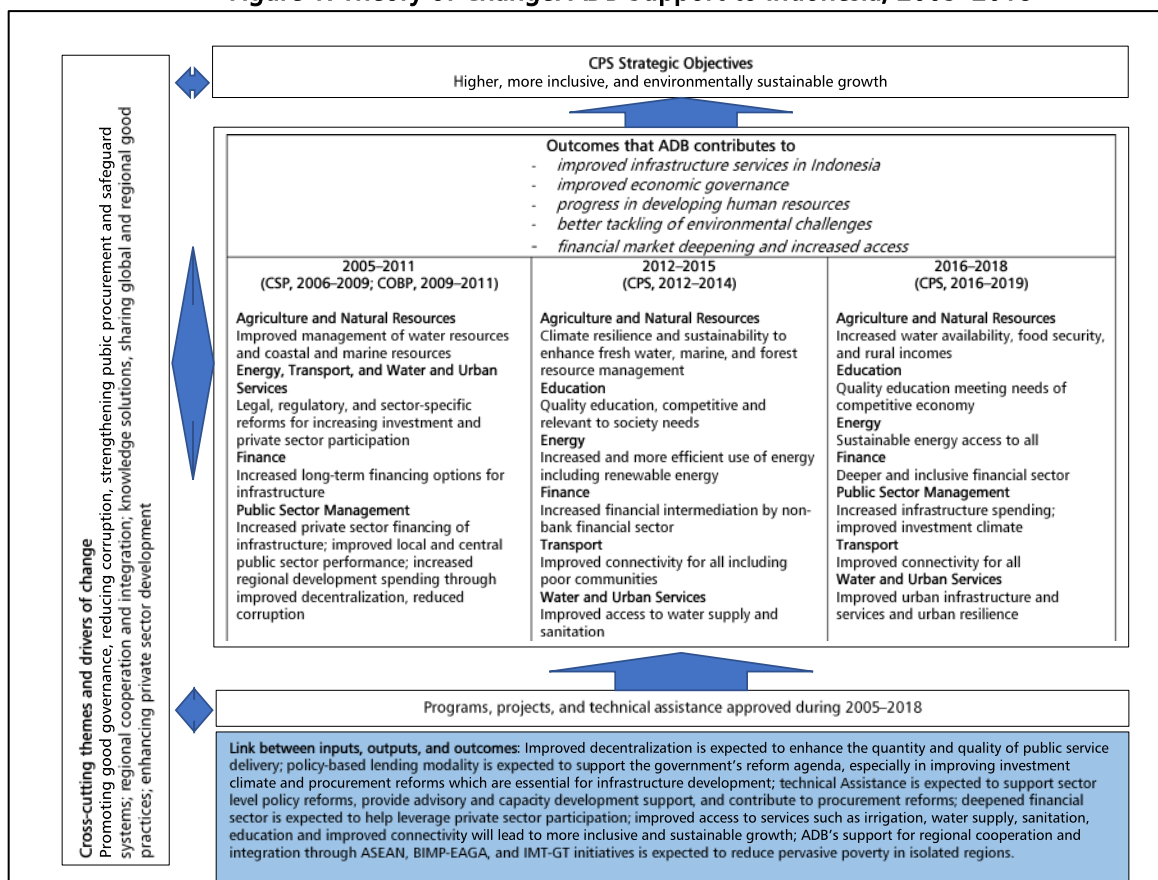 Theory of Change: ADB Support to Indonesia, 2005–2018
Cross-cutting themes and drivers of change
Promoting good governance, reducing corruption, strengthening pubic procurement and safeguard
systems; regional cooperation and integration; knowledge solutions, sharing global and regional good
practices; enhancing private sector development
CPS Strategic Objectives
Higher, more inclusive, and environmentally sustainable growth
Outcomes that ADB contributes to
- improved infrastructure services in Indonesia
- improved economic governance
- progress in developing human resources
- better tackling of environmental challenges
- financial market deepening and increased access
2005–2011
(CSP, 2006–2009; COBP, 2009–2011)
Agriculture and Natural Resources
Improved management of water resources
and coastal and marine resources
Energy, Transport, and Water and Urban
Services
Legal, regulatory, and sector-specific
reforms for increasing investment and
private sector participation
Finance
Increased long-term financing options for
infrastructure
Public Sector Management
Increased private sector financing of
infrastructure; improved local and central
public sector performance; increased
regional development spending through
improved decentralization, reduced
corruption
2012–2015
(CPS, 2012–2014)
Agriculture and Natural Resources
Climate resilience and sustainability to
enhance fresh water, marine, and forest
resource management
Education
Quality education, competitive and
relevant to society needs
Energy
Increased and more efficient use of energy
including renewable energy
Finance
Increased financial intermediation by non-
bank financial sector
Transport
Improved connectivity for all including
poor communities
Water and Urban Services
Improved access to water supply and
sanitation
2016–2018
(CPS, 2016–2019)
Agriculture and Natural Resources
Increased water availability, food security,
and rural incomes
Education
Quality education meeting needs of
competitive economy
Energy
Sustainable energy access to all
Finance
Deeper and inclusive financial sector
Public Sector Management
Increased infrastructure spending;
improved investment climate
Transport
Improved connectivity for all
Water and Urban Services
Improved urban infrastructure and
services and urban resilience
Programs, projects, and technical assistance approved during 2005–2018
Link between inputs, outputs, and outcomes: Improved decentralization is expected to enhance the quantity and quality of public service
delivery; policy-based lending modality is expected to support the government's reform agenda, especially in improving investment
climate and procurement reforms which are essential for infrastructure development; technical Assistance is expected to support sector
level policy reforms, provide advisory and capacity development support, and contribute to procurement reforms; deepened financial
sector is expected to help leverage private sector participation; improved access to services such as irrigation, water supply, sanitation,
education and improved connectivity will lead to more inclusive and sustainable growth; ADB's support for regional cooperation and
integration through ASEAN, BIMP-EAGA, and IMT-GT initiatives is expected to reduce pervasive poverty in isolated regions.